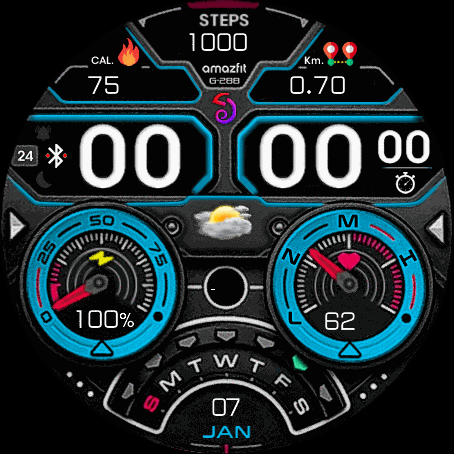 STEPS
1000
CAL.
Km.
amazfit
G-288
75
0.70
24
00
00
00
25
50
75
0
100%
L
N
M
I
62
S M T W T F S
07
JAN